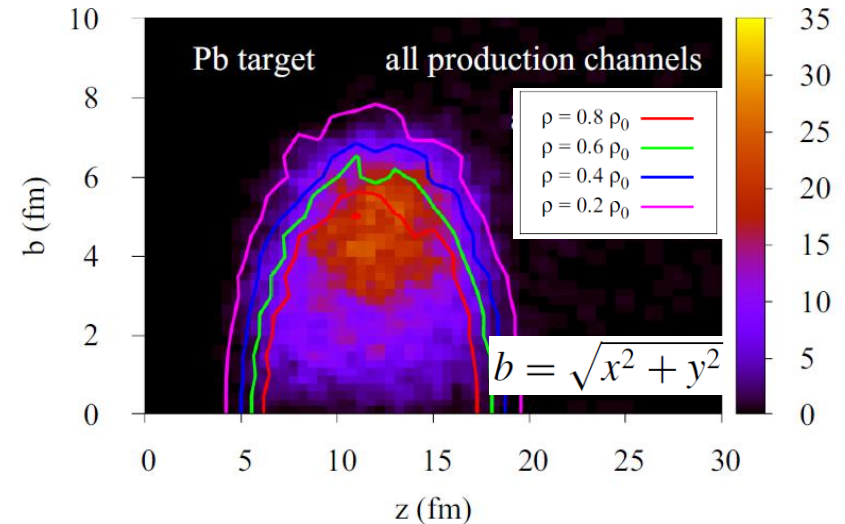 Pb target all production channels
ρ = 0.8 ρ₀
ρ = 0.6 ρ₀
ρ = 0.4 ρ₀
ρ = 0.2 ρ₀
b = √x² + y²
b (fm)
10
8
6
4
2
0
0 5 10 15 20 25 30
z (fm)
35
30
25
20
15
10
5
0